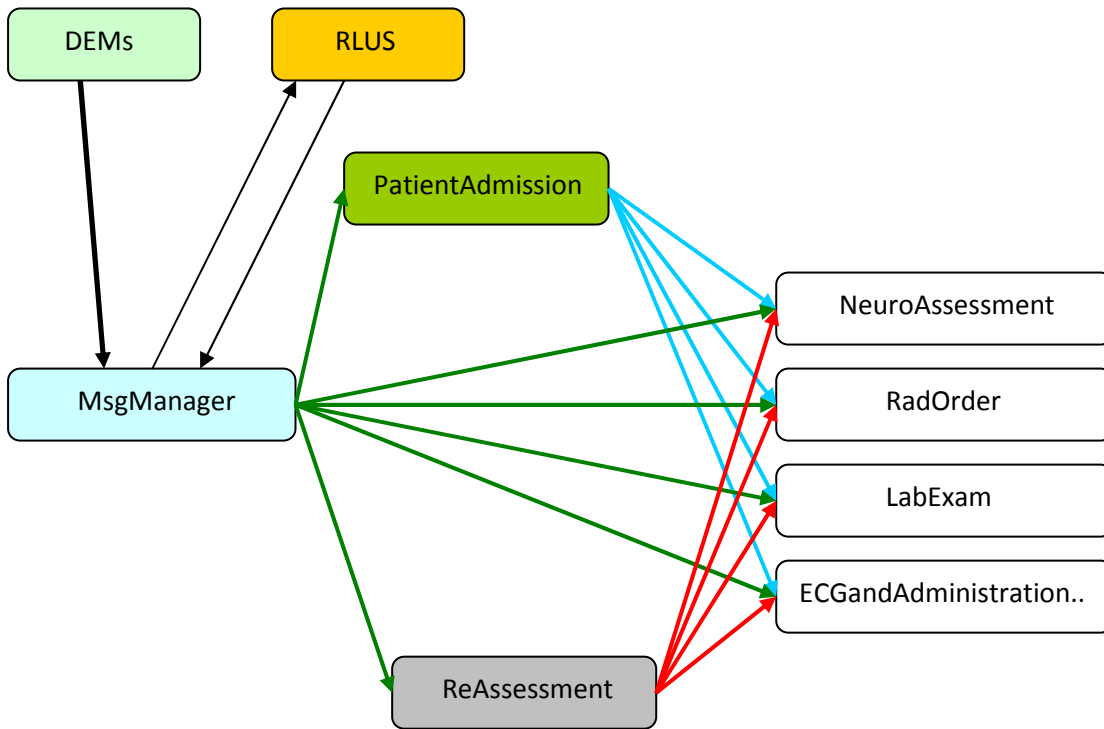 DEMs
RLUS
PatientAdmission
NeuroAssessment
MsgManager
RadOrder
LabExam
ECGandAdministration..
ReAssessment